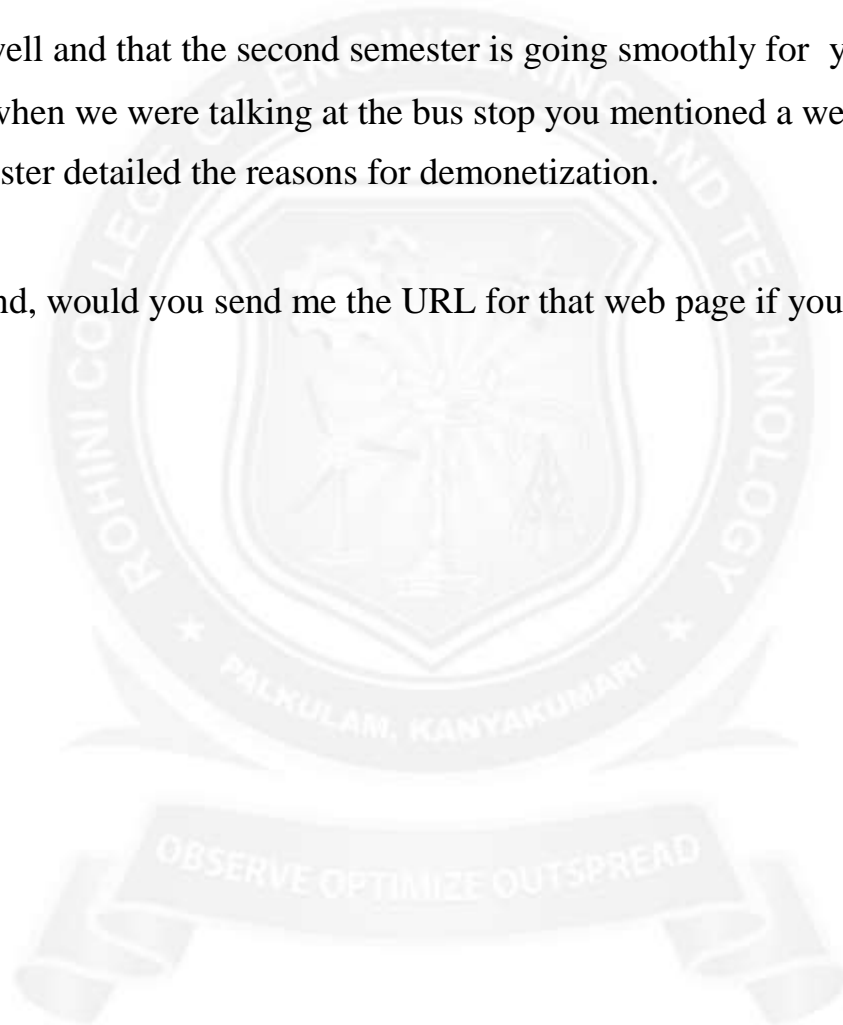 vell and that the second semester is going smoothly for y
when we were talking at the bus stop you mentioned a we
ster detailed the reasons for demonetization.
nd, would you send me the URL for that web page if you
ROHINI COLLEGE OF ENGINEERING AND TECHNOLOGY
PALKULAM, KANYAKUMARI
OBSERVE OPTIMIZE OUTSPREAD